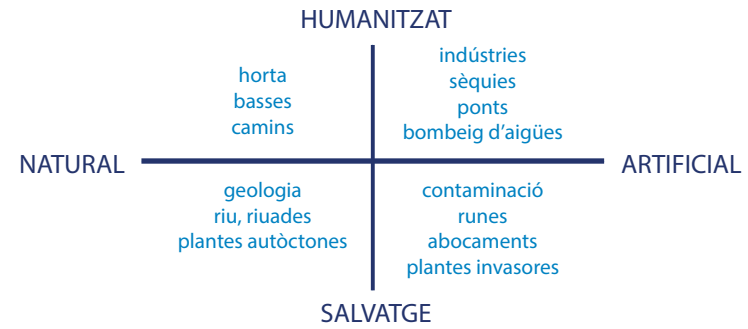 HUMANITZAT
horta
basses
camins
indústries
sèquies
ponts
bombeig d'aigües
NATURAL
ARTIFICIAL
geologia
riu, riuades
plantes autòctones
contaminació
runes
abocaments
plantes invasores
SALVATGE